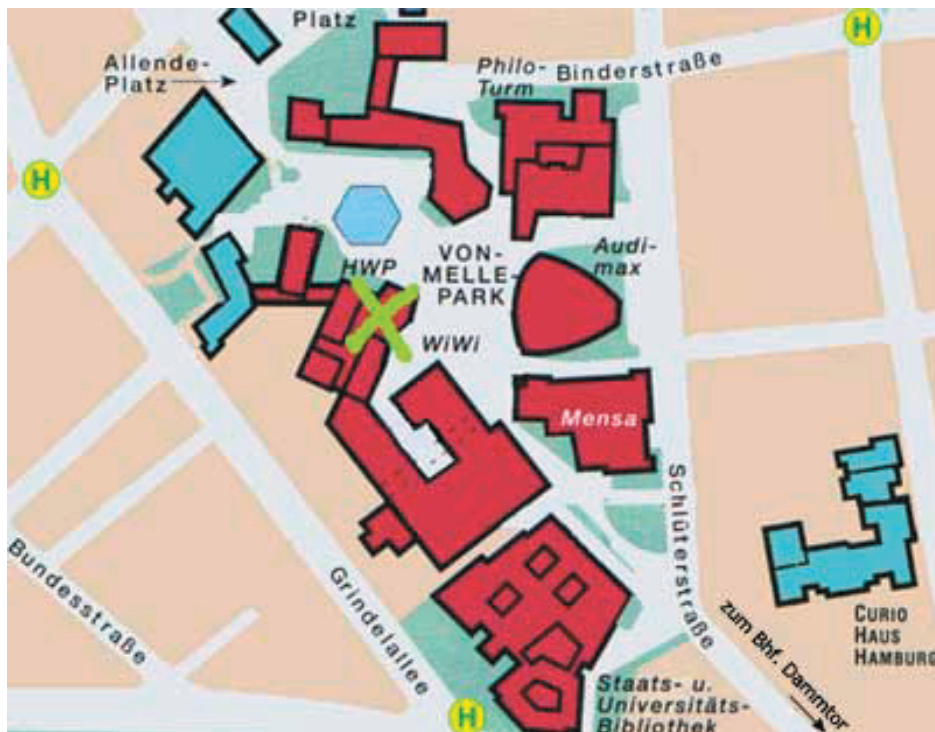 Platz
Allende-
Platz
Philo-
Turm
Binderstraße
H
H
HWP
VON-
MELLE-
PARK
Audi-
max
WiWi
Mensa
Schlüterstraße
Bundesstraße
Grindelallee
zum Bhf. Dammtor
CURIO
HAUS
HAMBURG
Staats- u.
Universitäts-
Bibliothek
H